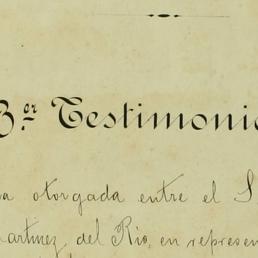 3.er Testimonio
a otorgada entre el S
artinez del Rio, en represen